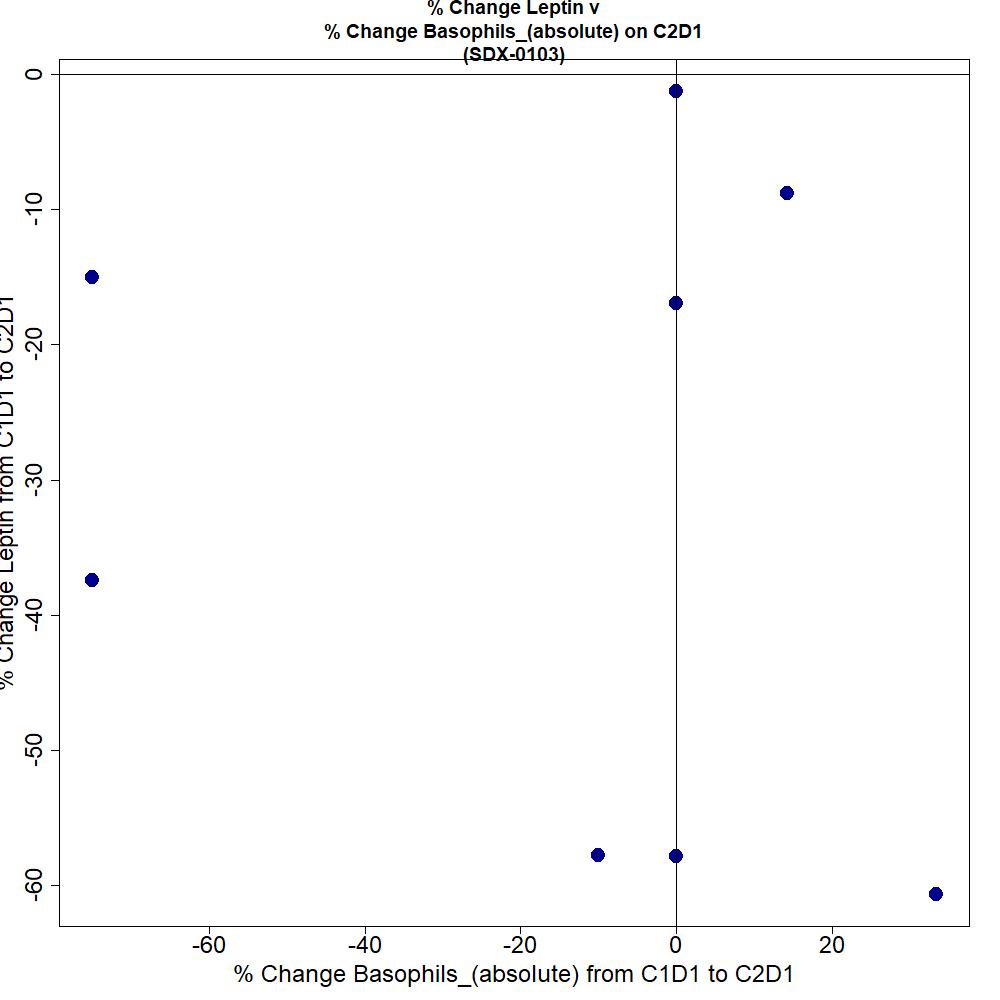 % Change Leptin v
% Change Basophils_(absolute) on C2D1
(SDX-0103)
% Change Leptin from C1D1 to C2D1
0
-10
-20
-30
-40
-50
-60
-60
-40
-20
0
20
% Change Basophils_(absolute) from C1D1 to C2D1